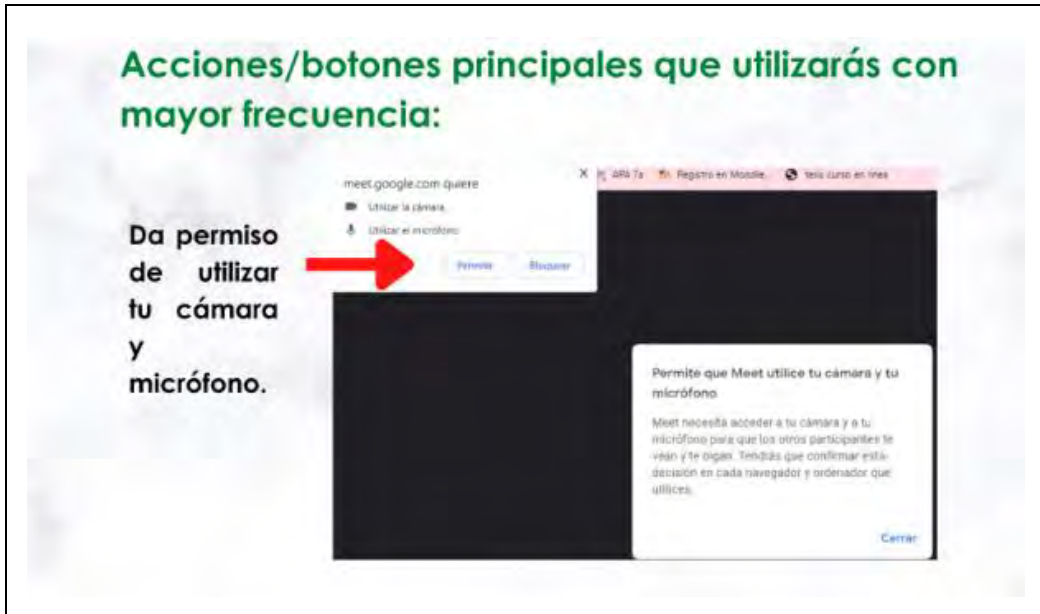 Acciones/botones principales que utilizarás con
mayor frecuencia:
Da permiso
de utilizar
tu cámara
y
micrófono.
meet.google.com quiere
Utilizar la cámara
Utilizar el micrófono
Permitir Bloquear
APA 7a Registro en Moodle curso en línea
Permite que Meet utilice tu cámara y tu
micrófono
Meet necesita acceder a tu cámara y a tu
micrófono para que los otros participantes te
vean y te oigan. Tendrás que confirmar esta
decisión en cada navegador y ordenador que
utilices.
Cerrar